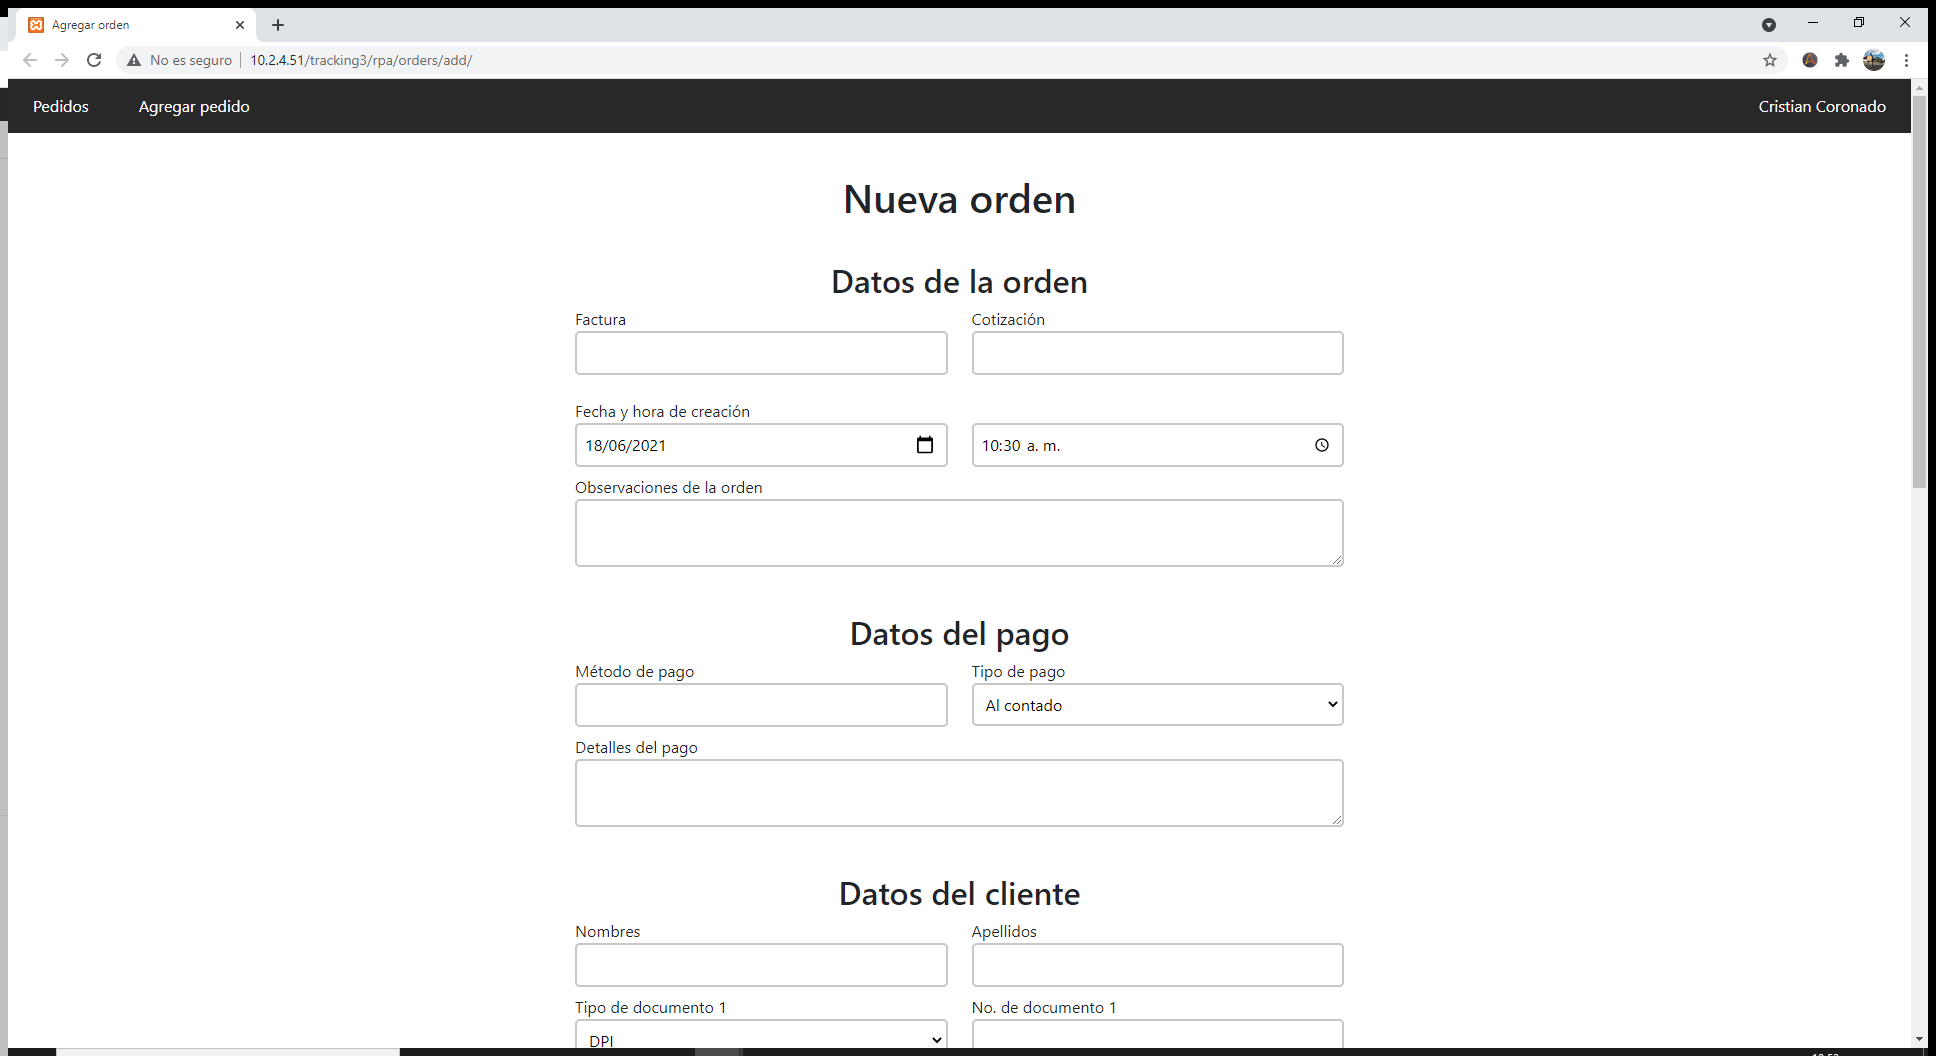 Agregar orden
No es seguro 10.2.4.51/tracking3/rpa/orders/add/
Pedidos Agregar pedido Cristian Coronado
Nueva orden
Datos de la orden
Factura Cotización
Fecha y hora de creación
18/06/2021 10:30 a. m.
Observaciones de la orden
Datos del pago
Método de pago Tipo de pago
Al contado
Detalles del pago
Datos del cliente
Nombres Apellidos
Tipo de documento 1 No. de documento 1
DPI